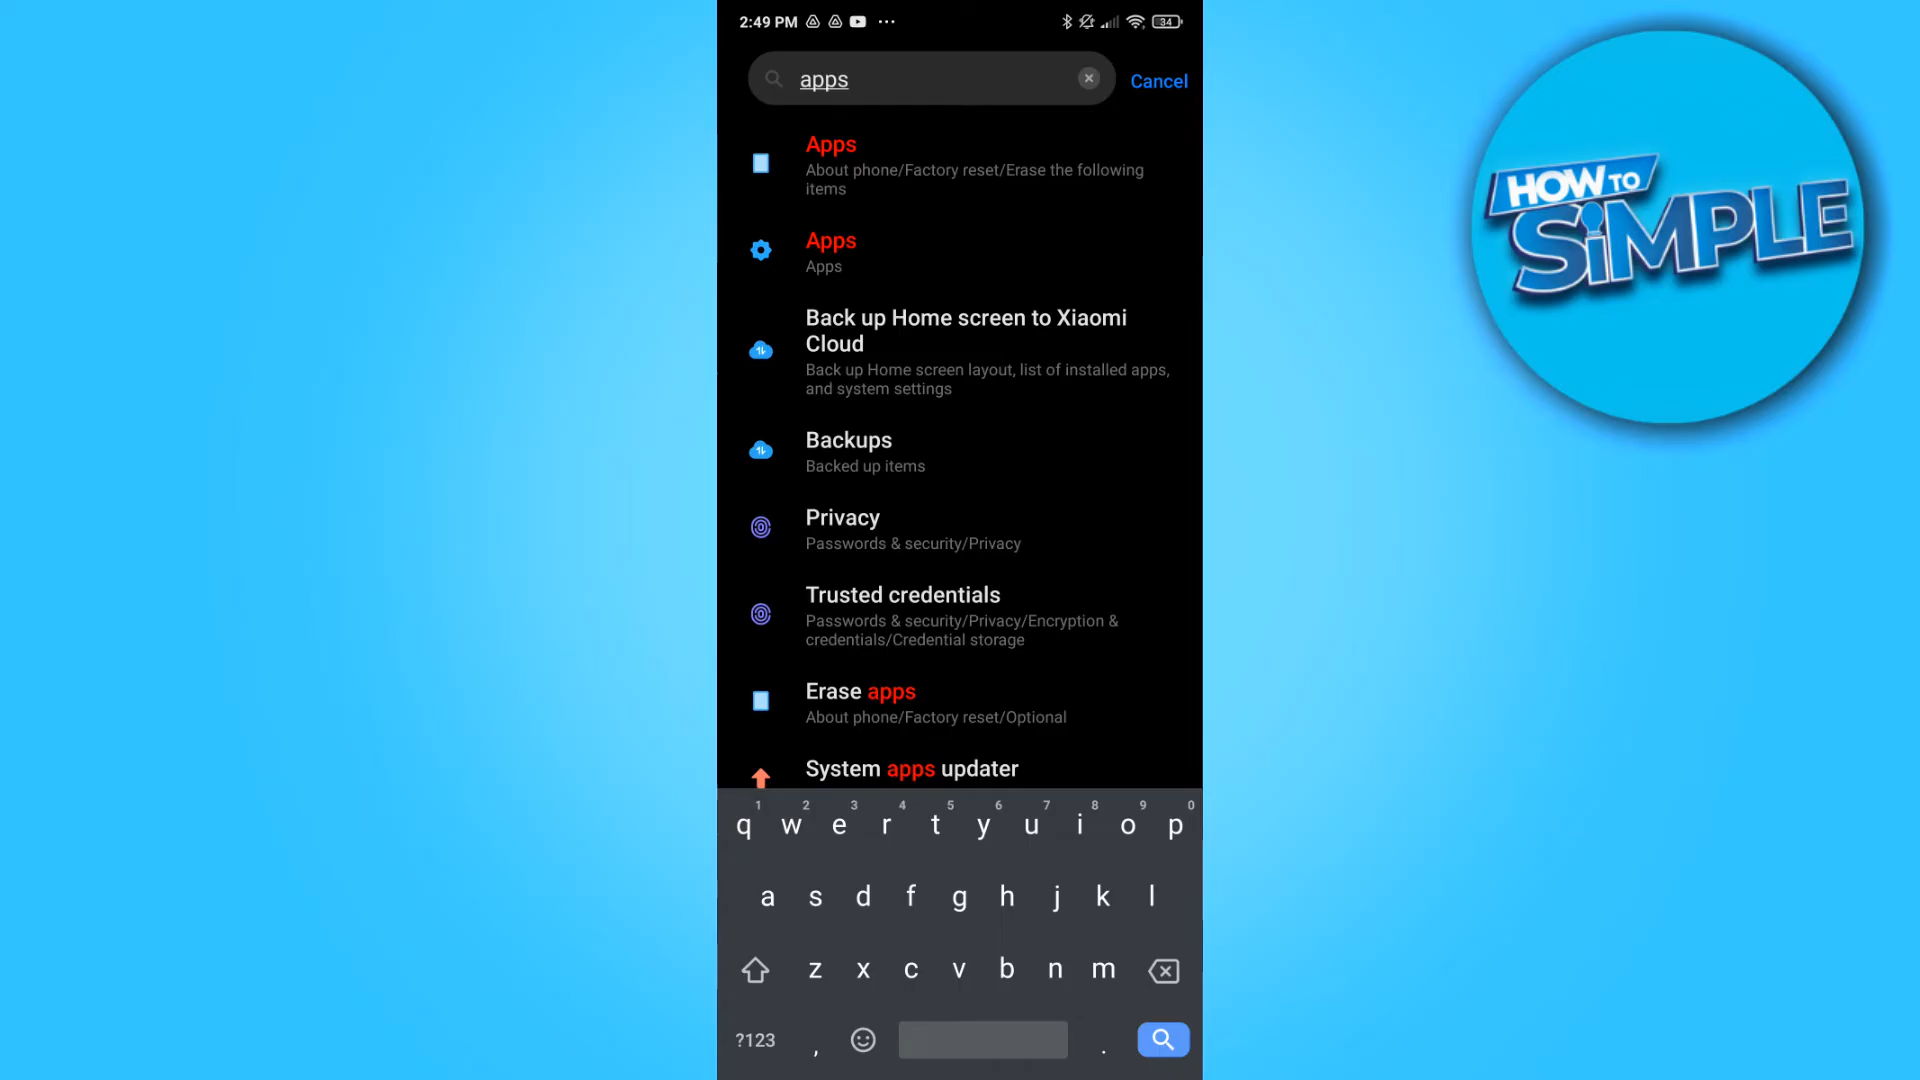 2:49 PM
34
apps
Cancel
Apps
About phone/Factory reset/Erase the following
items
Apps
Apps
Back up Home screen to Xiaomi
Cloud
Back up Home screen layout, list of installed apps,
and system settings
Backups
Backed up items
Privacy
Passwords & security/Privacy
Trusted credentials
Passwords & security/Privacy/Encryption &
credentials/Credential storage
Erase apps
About phone/Factory reset/Optional
System apps updater
1 2 3 4 5 6 7 8 9 0
q w e r t y u i o p
a s d f g h j k l
z x c v b n m
?123 , .
HOW TO
SiMPLE